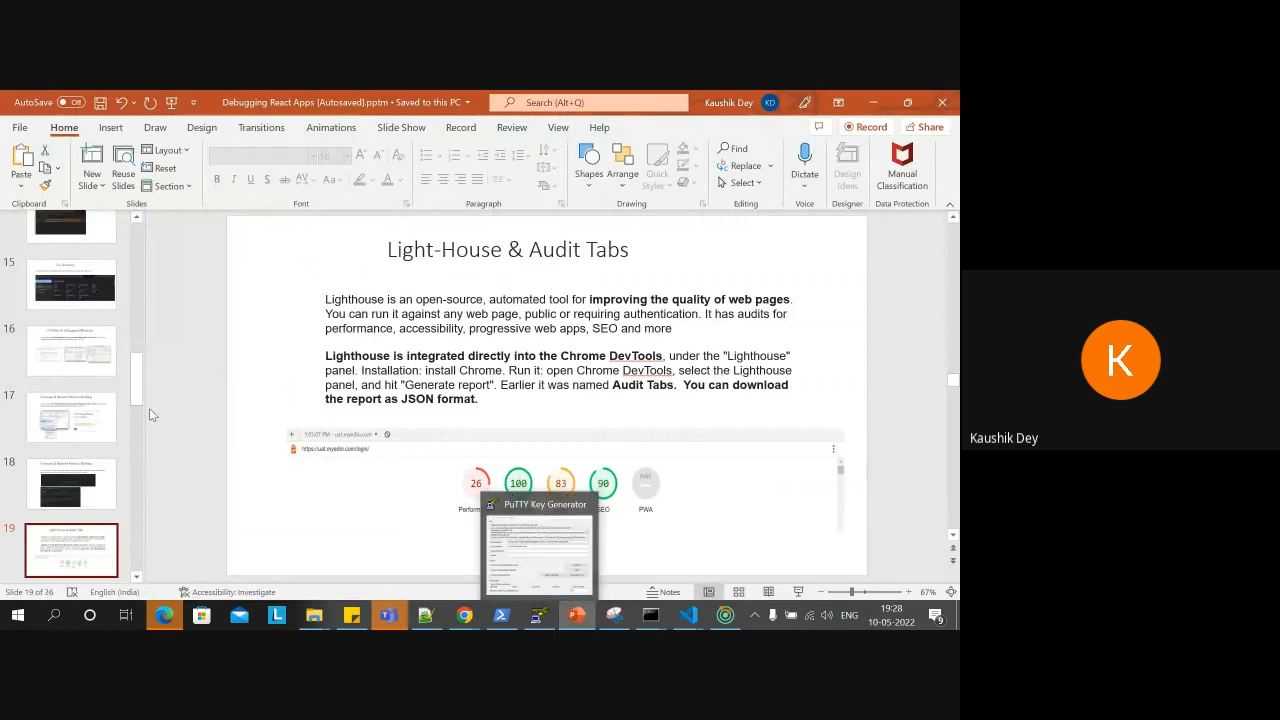 AutoSave Off
Debugging React Apps [Autosaved].pptm • Saved to this PC
Search (Alt+Q)
Kaushik Dey KD
File Home Insert Draw Design Transitions Animations Slide Show Record Review View Help
Record Share
Paste
New
Slide
Reuse
Slides
Layout
Reset
Section
16
Shapes Arrange Quick
Styles
Find
Replace
Select
Dictate
Design
Ideas
Manual
Classification
Clipboard Slides Font Paragraph Drawing Editing Voice Designer Data Protection
15
16
17
18
19
Light-House & Audit Tabs
Lighthouse is an open-source, automated tool for improving the quality of web pages.
You can run it against any web page, public or requiring authentication. It has audits for
performance, accessibility, progressive web apps, SEO and more
Lighthouse is integrated directly into the Chrome DevTools, under the "Lighthouse"
panel. Installation: install Chrome. Run it: open Chrome DevTools, select the Lighthouse
panel, and hit "Generate report". Earlier it was named Audit Tabs. You can download
the report as JSON format.
https://uat.myedio.com/login/
26 100 83 90
SEO PWA
PuTTY Key Generator
Slide 19 of 36 English (India) Accessibility: Investigate Notes 67%
ENG
19:28
10-05-2022
9
K
Kaushik Dey